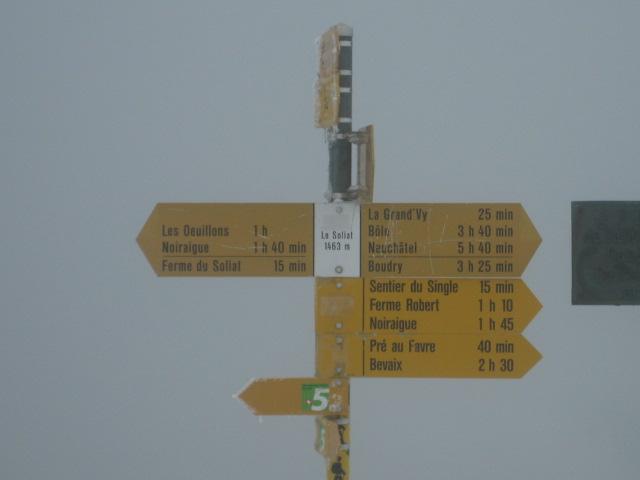 Les Oeuillons 1 h
Noiraigue 1 h 40 min
Ferme du Soliat 15 min
Le Soliat
1463 m
La Grand'Vy 25 min
Bôle 3 h 40 min
Neuchâtel 5 h 40 min
Boudry 3 h 25 min
Sentier du Single 15 min
Ferme Robert 1 h 10
Noiraigue 1 h 45
Pré au Favre 40 min
Bevaix 2 h 30
5